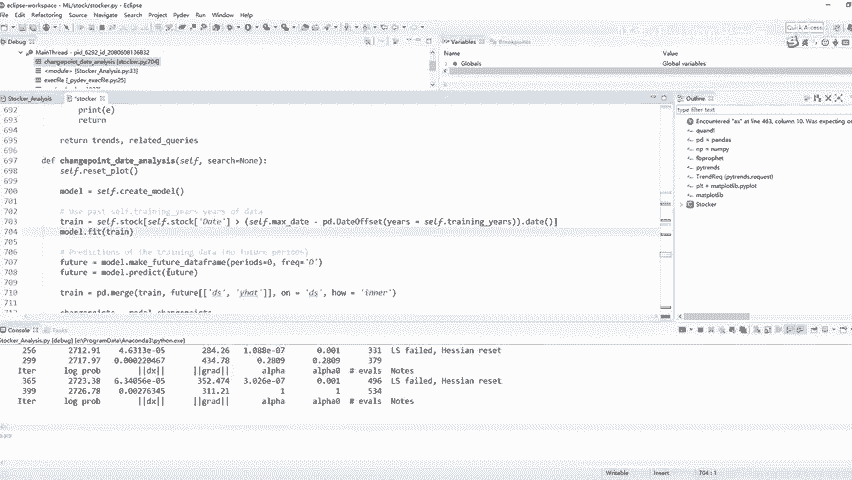 eclipse-workspace - ML/stock/stocker.py - Eclipse
File Edit Refactoring Source Navigate Search Project Pydev Run Window Help
Quick Access
Debug
Variables Breakpoints
MainThread - pid_6292_id_2080608136832
changepoint_date_analysis [stocker.py:704]
<module> [Stocker_Analysis.py:33]
execfile [_pydev_execfile.py:25]
Name Value
Globals Global variables
Stocker_Analysis *stocker
Outline
692 print(e)
693 return
694
695 return trends, related_queries
696
697 def changepoint_date_analysis(self, search=None):
698 self.reset_plot()
699
700 model = self.create_model()
701
702 # Use past self.training_years years of data
703 train = self.stock[self.stock['Date'] > (self.max_date - pd.DateOffset(years = self.training_years)).date()]
704 model.fit(train)
705
706 # Predictions of the training data (no future periods)
707 future = model.make_future_dataframe(periods=0, freq='D')
708 future = model.predict(future)
709
710 train = pd.merge(train, future[['ds', 'yhat']], on = 'ds', how = 'inner')
711
712 changepoints = model.changepoints
type filter text
Encountered "as" at line 463, column 10. Was expecting on
quandl
pd = pandas
np = numpy
fbprophet
pytrends
TrendReq (pytrends.request)
plt = matplotlib.pyplot
matplotlib
Stocker
Console Tasks
Stocker_Analysis.py [debug] [e:\ProgramData\Anaconda3\python.exe]
256 2712.91 4.6313e-05 284.26 1.088e-07 0.001 331 LS failed, Hessian reset
299 2717.97 0.000220467 434.78 0.2809 0.2809 379
Iter log prob ||dx|| ||grad|| alpha alpha0 # evals Notes
365 2723.38 6.34056e-05 352.474 3.026e-07 0.001 496 LS failed, Hessian reset
399 2726.78 0.00276345 311.21 1 1 534
Iter log prob ||dx|| ||grad|| alpha alpha0 # evals Notes
Writable Insert 704 : 1